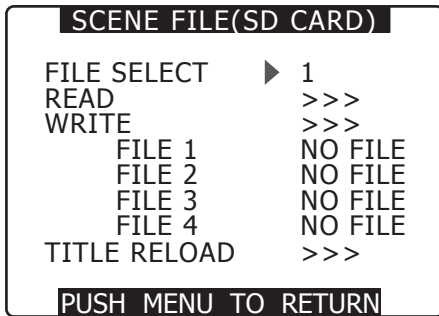 SCENE FILE(SD CARD)
FILE SELECT ▶ 1
READ >>>
WRITE >>>
FILE 1 NO FILE
FILE 2 NO FILE
FILE 3 NO FILE
FILE 4 NO FILE
TITLE RELOAD >>>
PUSH MENU TO RETURN